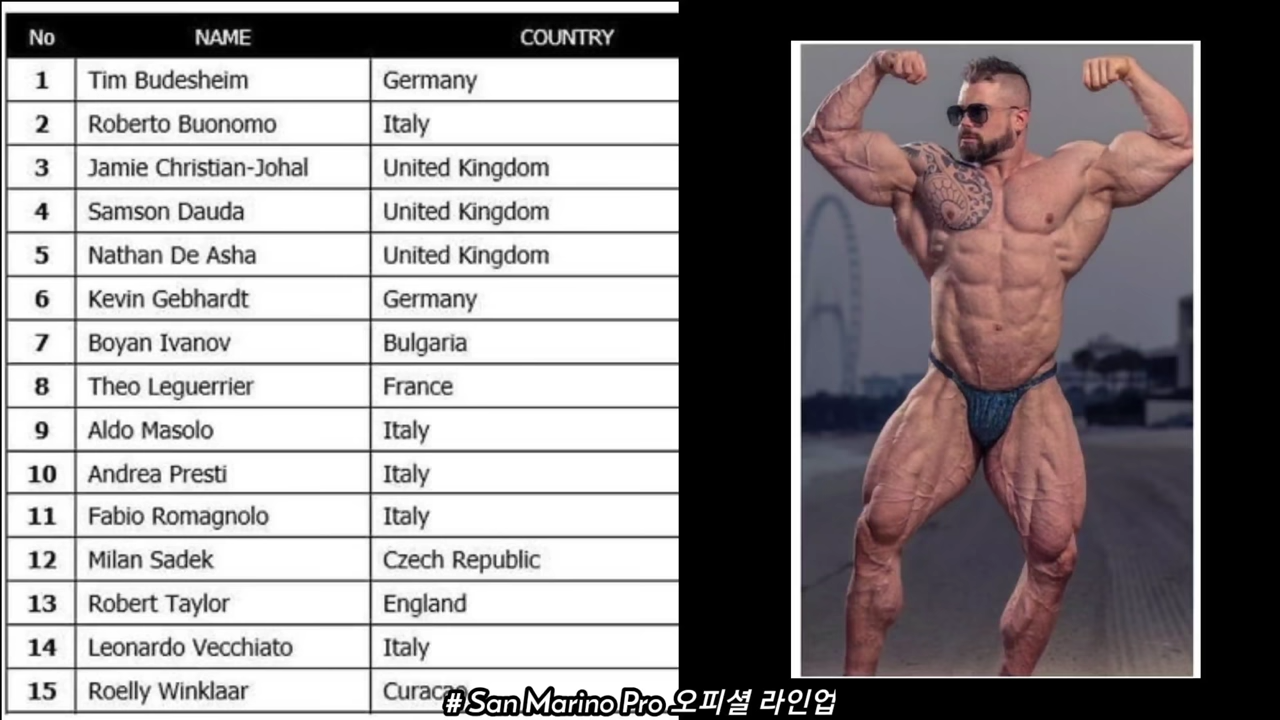 No NAME COUNTRY
1 Tim Budesheim Germany
2 Roberto Buonomo Italy
3 Jamie Christian-Johal United Kingdom
4 Samson Dauda United Kingdom
5 Nathan De Asha United Kingdom
6 Kevin Gebhardt Germany
7 Boyan Ivanov Bulgaria
8 Theo Leguerrier France
9 Aldo Masolo Italy
10 Andrea Presti Italy
11 Fabio Romagnolo Italy
12 Milan Sadek Czech Republic
13 Robert Taylor England
14 Leonardo Vecchiato Italy
15 Roelly Winklaar Curacao
# San Marino Pro 오피셜 라인업